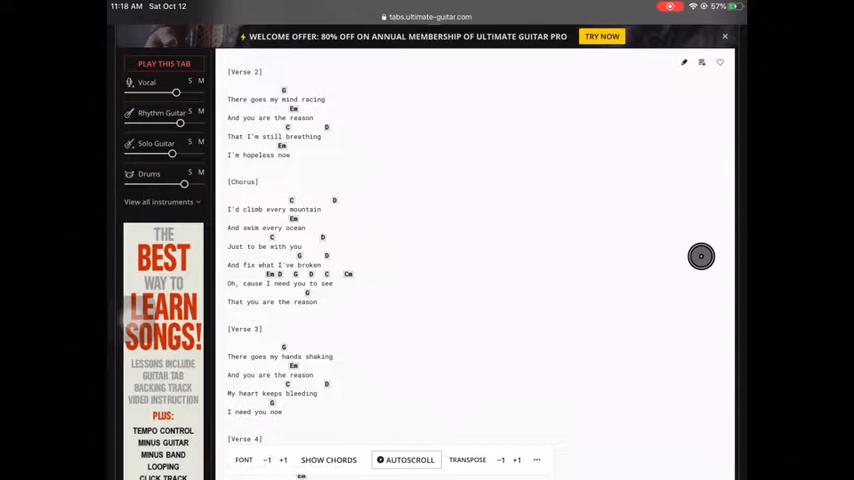 11:18 AM Sat Oct 12
57%
tabs.ultimate-guitar.com
WELCOME OFFER: 80% OFF ON ANNUAL MEMBERSHIP OF ULTIMATE GUITAR PRO TRY NOW
PLAY THIS TAB
Vocal S M
Rhythm Guitar S M
Solo Guitar S M
Drums S M
View all instruments
THE
BEST
WAY TO
LEARN
SONGS!
LESSONS INCLUDE
GUITAR TAB
BACKING TRACK
VIDEO INSTRUCTION
PLUS:
TEMPO CONTROL
MINUS GUITAR
MINUS BAND
LOOPING
CLICK TRACK
[Verse 2]
G
There goes my mind racing
Em
And you are the reason
C D
That I'm still breathing
Em
I'm hopeless now
[Chorus]
C D
I'd climb every mountain
Em
And swim every ocean
C D
Just to be with you
G D
And fix what I've broken
Em D G D C Cm
Oh, cause I need you to see
G
That you are the reason
[Verse 3]
G
There goes my hands shaking
Em
And you are the reason
C D
My heart keeps bleeding
G
I need you now
[Verse 4]
Em
FONT -1 +1 SHOW CHORDS AUTOSCROLL TRANSPOSE -1 +1